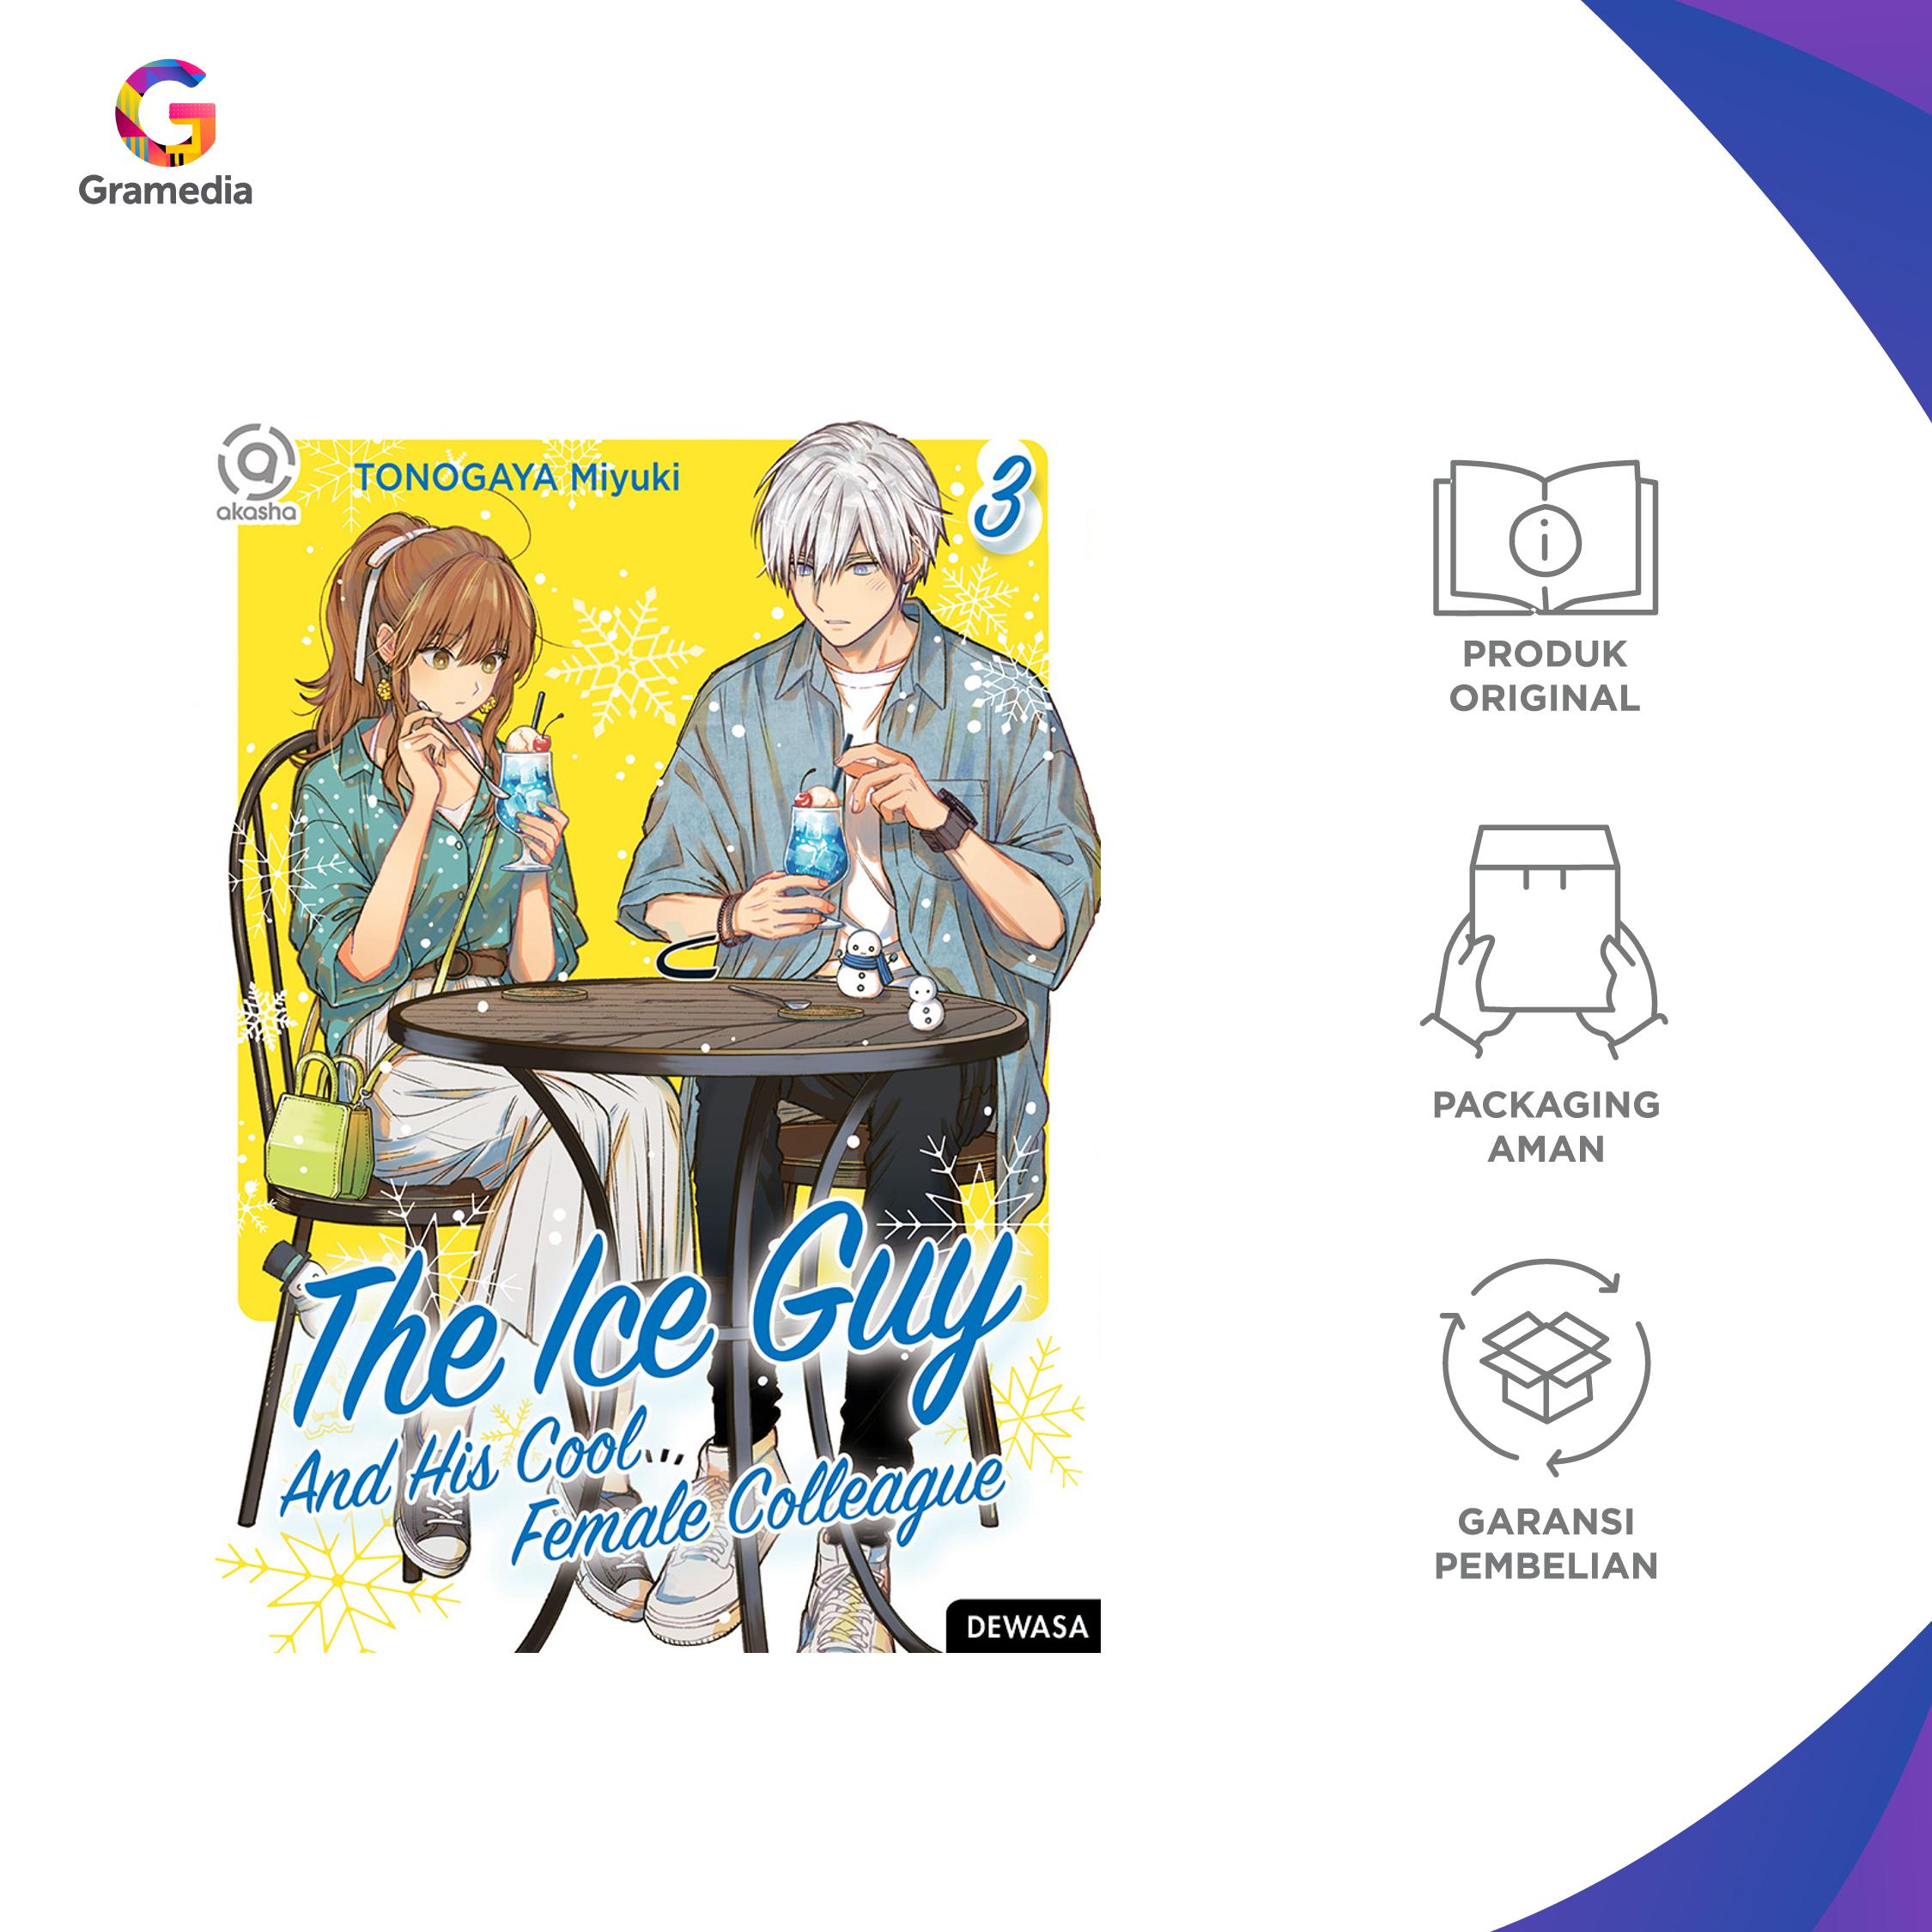 Gramedia
akasha
TONOGAYA Miyuki
3
The Ice Guy
And His Cool
Female Colleague
DEWASA
PRODUK
ORIGINAL
PACKAGING
AMAN
GARANSI
PEMBELIAN